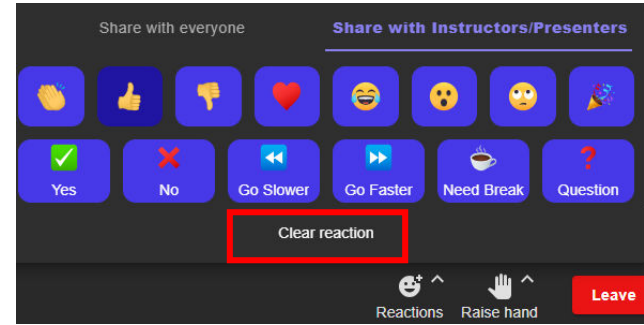 Share with everyone
Share with Instructors/Presenters
Yes
No
Go Slower
Go Faster
Need Break
Question
Clear reaction
Reactions
Raise hand
Leave